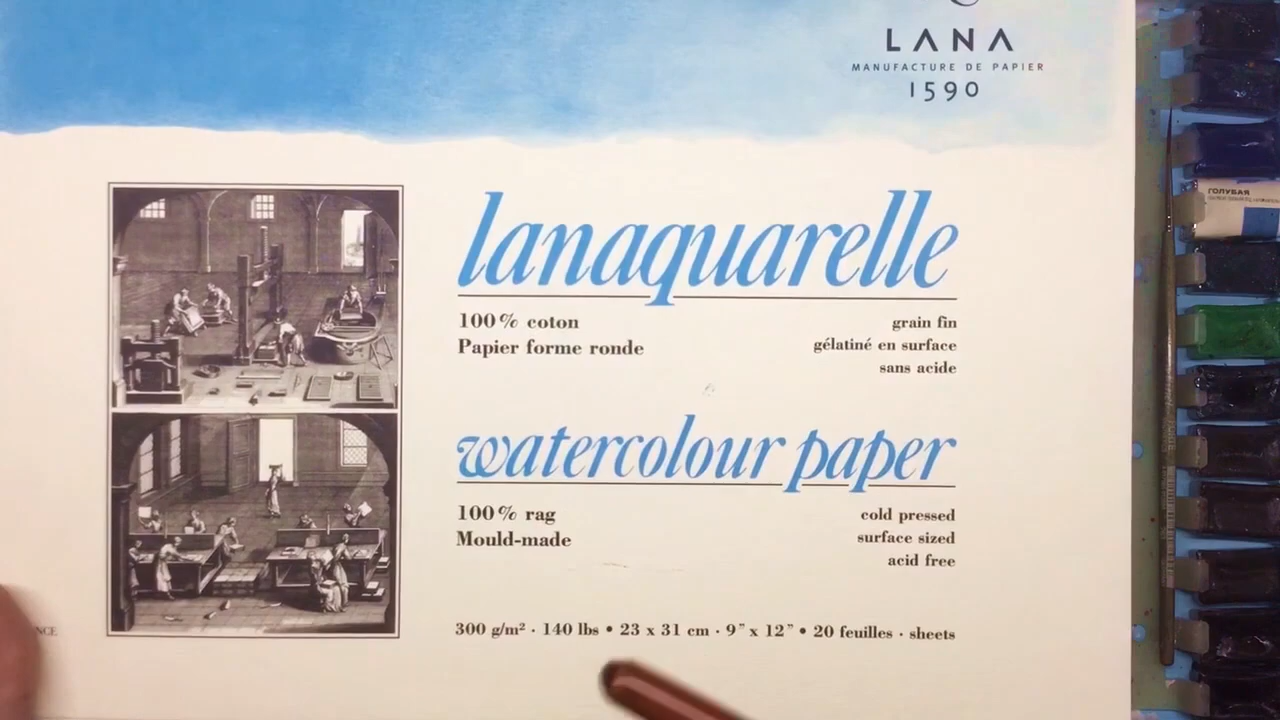 LANA
MANUFACTURE DE PAPIER
1590
ГОЛУБАЯ
lanaquarelle
100% coton
Papier forme ronde
grain fin
gélatiné en surface
sans acide
watercolour paper
100% rag
Mould-made
cold pressed
surface sized
acid free
300 g/m² · 140 lbs • 23 x 31 cm · 9” x 12” • 20 feuilles · sheets